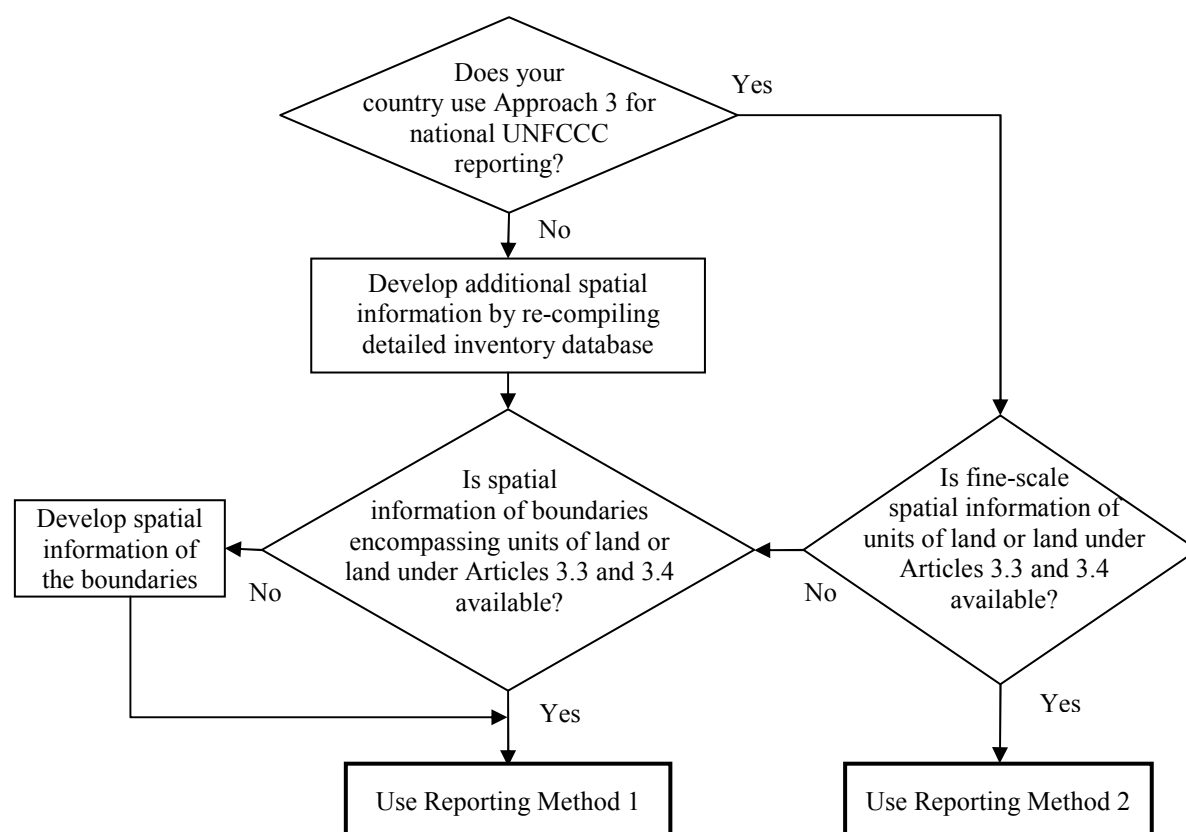 Does your
country use Approach 3 for
national UNFCCC
reporting?
Yes
No
Develop additional spatial
information by re-compiling
detailed inventory database
Is spatial
information of boundaries
encompassing units of land or
land under Articles 3.3 and 3.4
available?
No
Yes
Develop spatial
information of
the boundaries
Is fine-scale
spatial information of
units of land or land under
Articles 3.3 and 3.4
available?
No
Yes
Use Reporting Method 1
Use Reporting Method 2